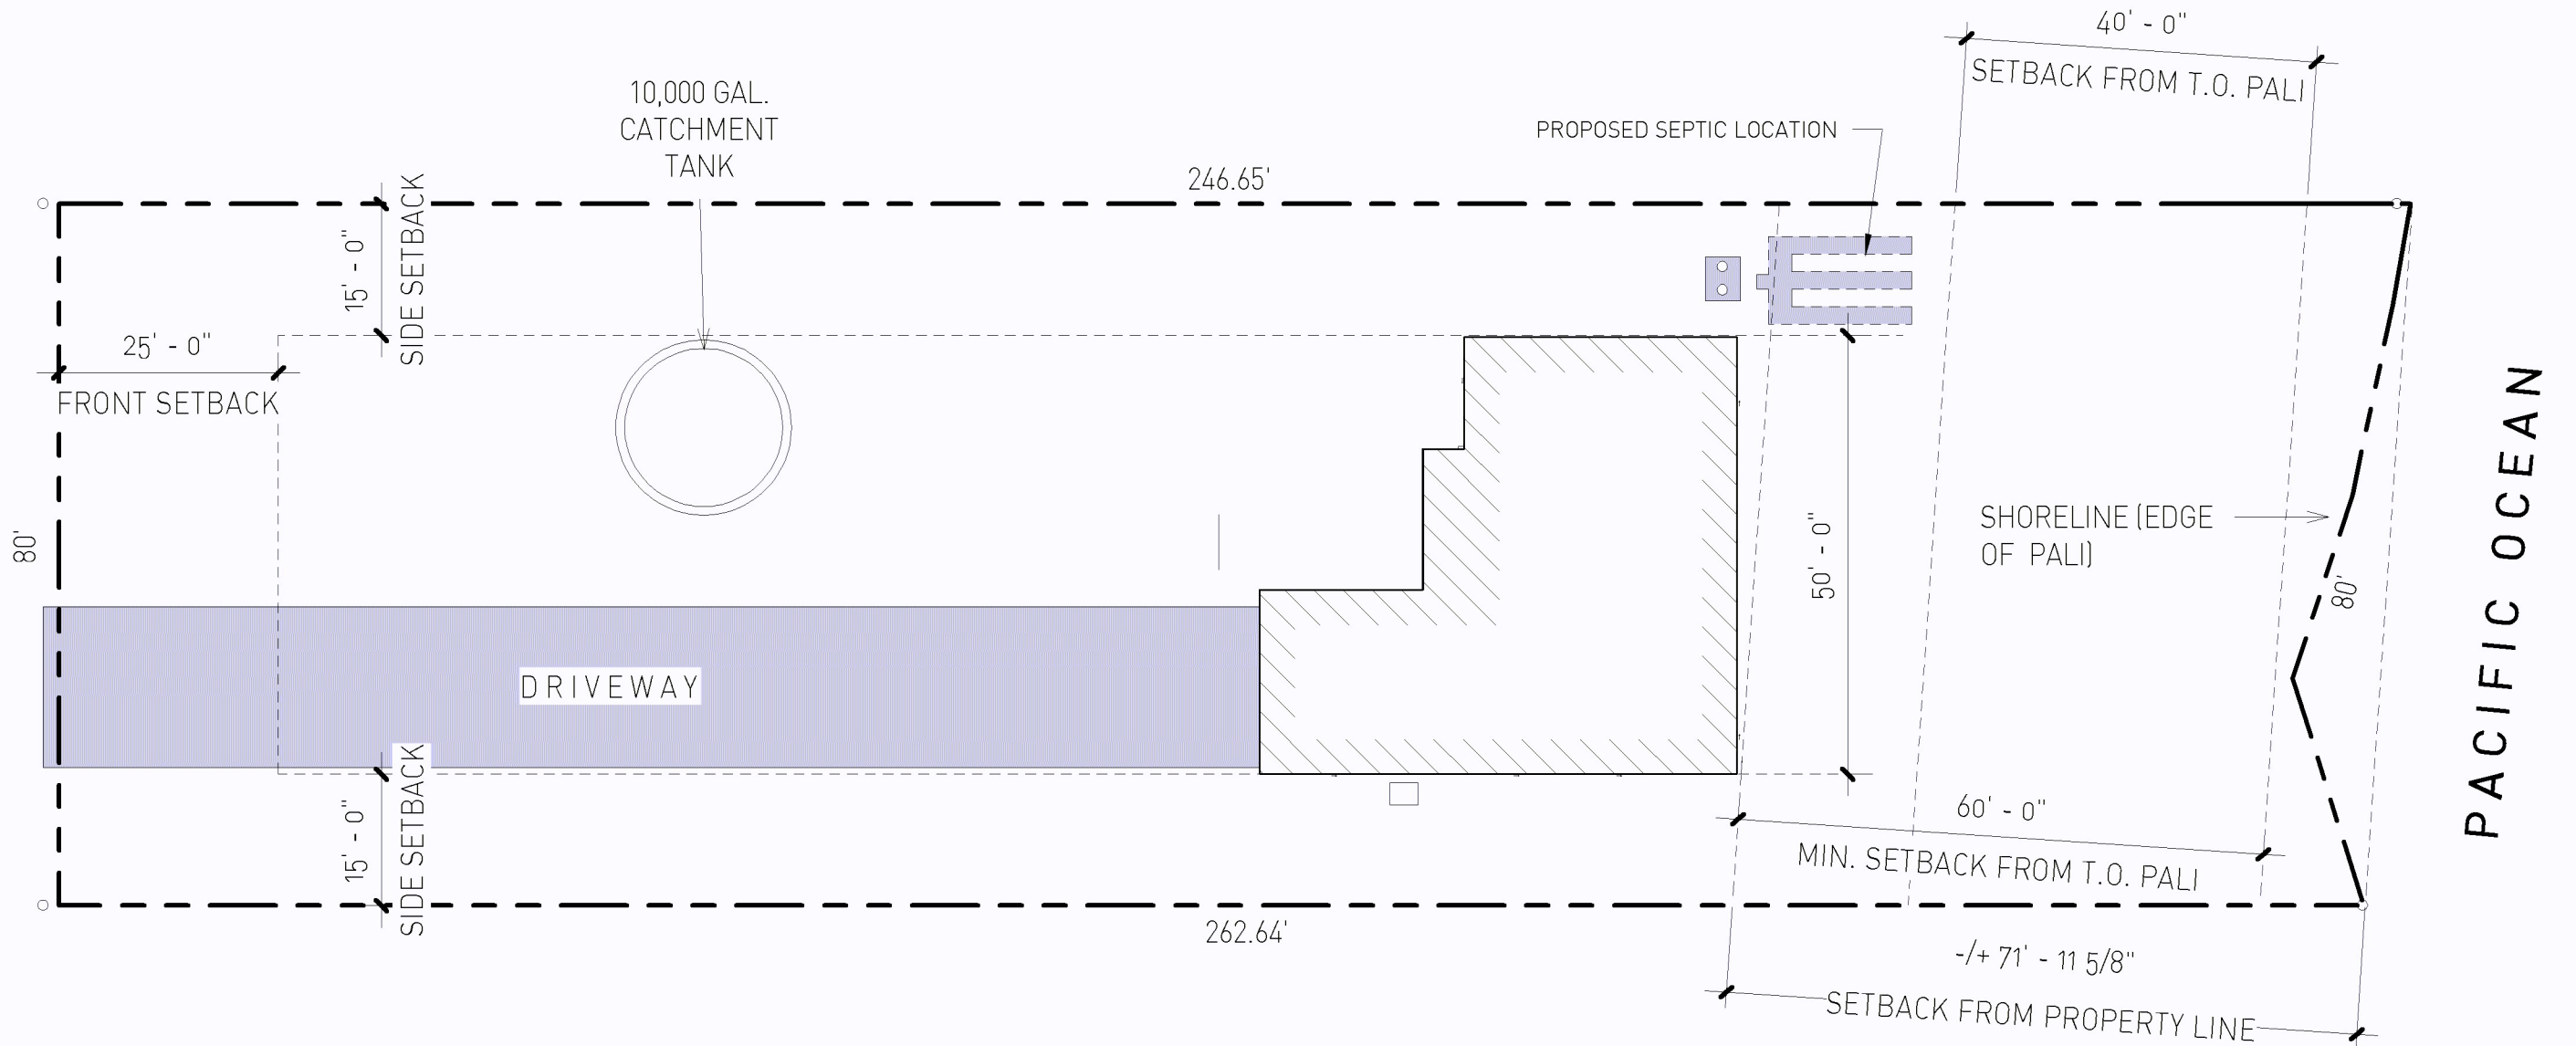 40' - 0"
SETBACK FROM T.O. PALI
10,000 GAL.
CATCHMENT
TANK
PROPOSED SEPTIC LOCATION
246.65'
15' - 0"
SIDE SETBACK
25' - 0"
FRONT SETBACK
80'
50' - 0"
SHORELINE (EDGE
OF PALI)
80'
PACIFIC OCEAN
DRIVEWAY
15' - 0"
SIDE SETBACK
60' - 0"
MIN. SETBACK FROM T.O. PALI
262.64'
-/+ 71' - 11 5/8"
SETBACK FROM PROPERTY LINE